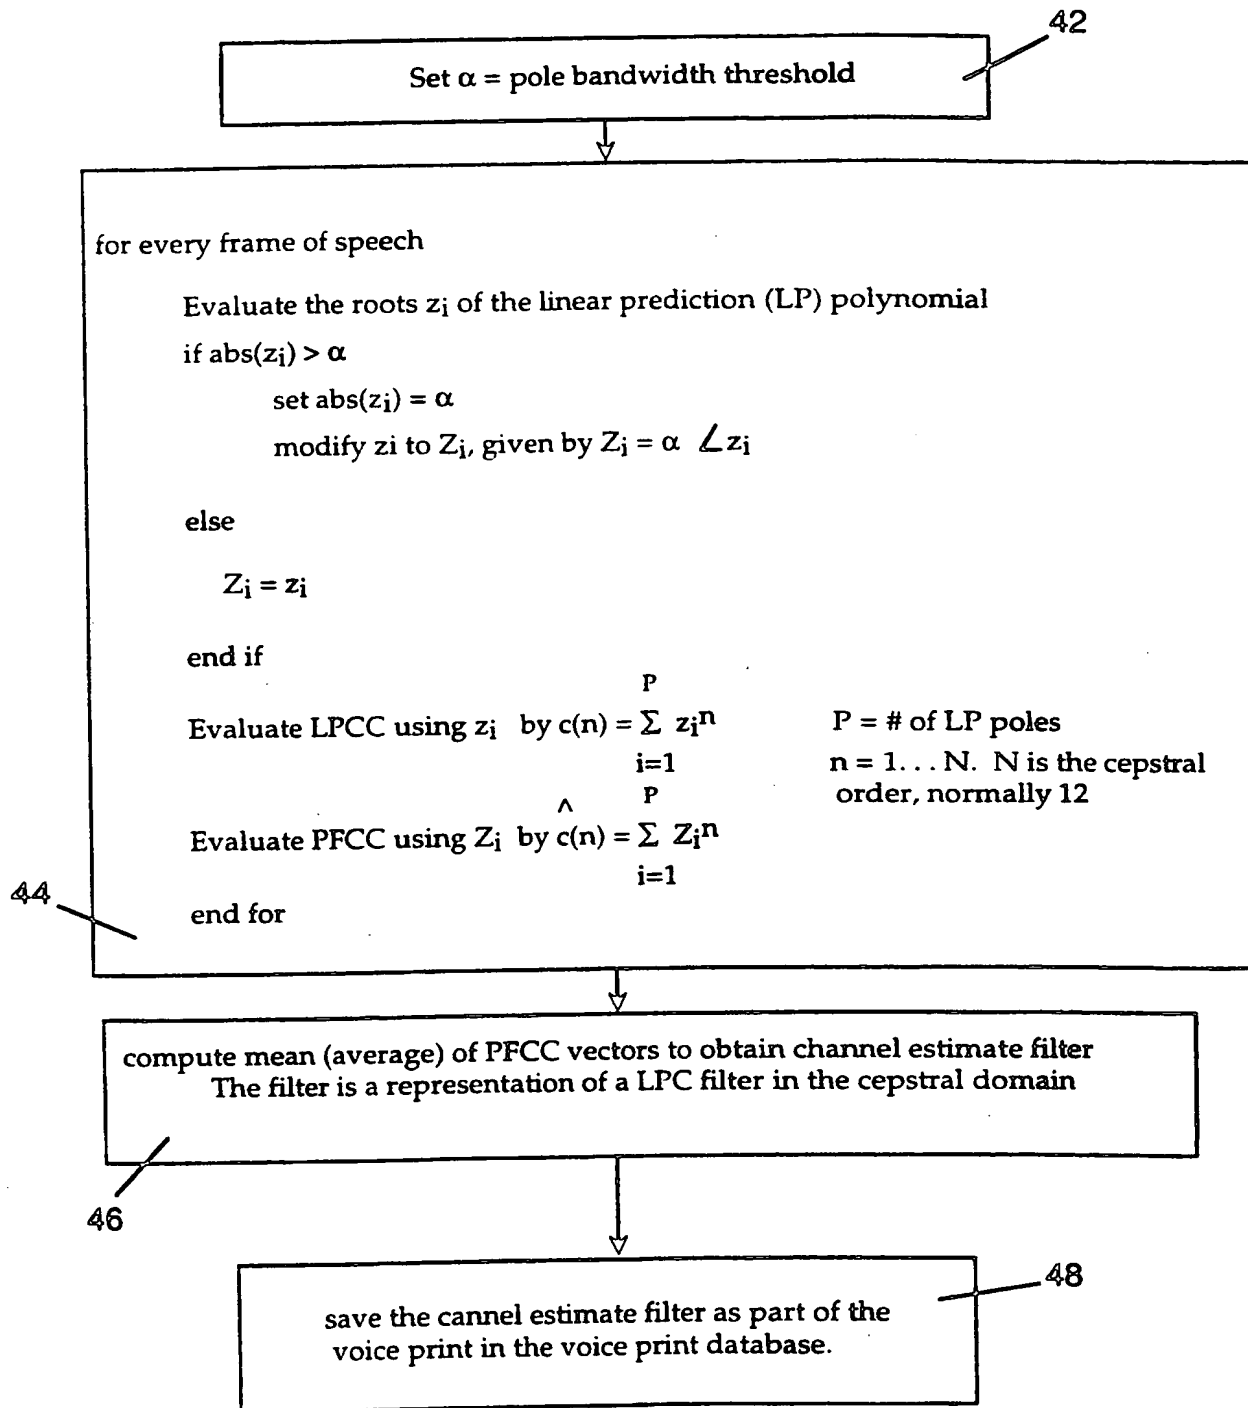 42
Set α = pole bandwidth threshold
for every frame of speech
Evaluate the roots zi of the linear prediction (LP) polynomial
if abs(zi) > α
set abs(zi) = α
modify zi to Zi, given by Zi = α ∠zi
else
Zi = zi
end if
P
Evaluate LPCC using zi by c(n) = Σ zi^n P = # of LP poles
i=1 n = 1. . . N. N is the cepstral
P order, normally 12
^
Evaluate PFCC using Zi by c(n) = Σ Zi^n
i=1
44
end for
compute mean (average) of PFCC vectors to obtain channel estimate filter
The filter is a representation of a LPC filter in the cepstral domain
46
48
save the cannel estimate filter as part of the
voice print in the voice print database.